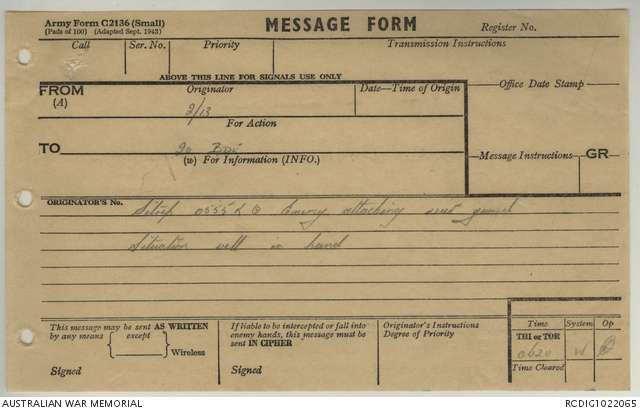 Army Form C2136 (Small)
(Pads of 100) (Adapted Sept. 1943)
MESSAGE FORM
Register No.
Call
Ser. No.
Priority
Transmission Instructions
ABOVE THIS LINE FOR SIGNALS USE ONLY
FROM
(A)
Originator
Date—Time of Origin
Office Date Stamp
2/13
For Action
TO
20 Bde
(W) For Information (INFO.)
Message Instructions
GR
ORIGINATOR'S No.
Sitrep 0555 Enemy attacking
Situation well in hand
This message may be sent AS WRITTEN
by any means
except
Wireless
Signed
If liable to be intercepted or fall into
enemy hands, this message must be
sent IN CIPHER
Signed
Originator's Instructions
Degree of Priority
Time
System
Op
THI or TOR
0620
W
Time Cleared
AUSTRALIAN WAR MEMORIAL
RCDIG1022065